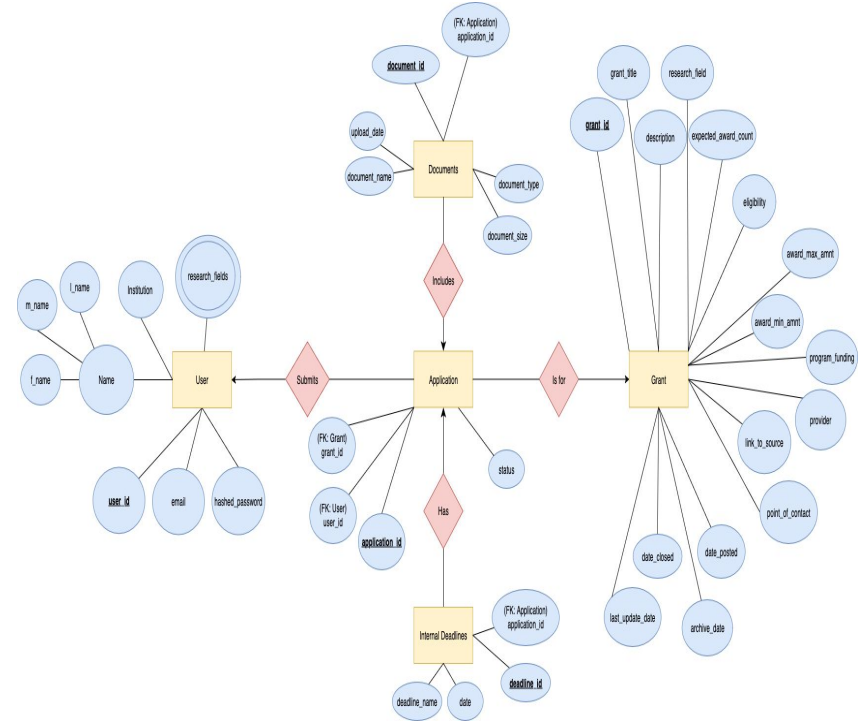 (FK: Application)
application_id
document_id
upload_date
document_name
Documents
document_type
document_size
grant_title
research_field
grant_id
description
expected_award_count
eligibility
award_max_amnt
award_min_amnt
program_funding
provider
link_to_source
point_of_contact
date_posted
date_closed
archive_date
last_update_date
Grant
Includes
research_fields
Institution
l_name
m_name
f_name
Name
User
user_id
email
hashed_password
Submits
Application
Is for
(FK: Grant)
grant_id
(FK: User)
user_id
application_id
status
Has
Internal Deadlines
(FK: Application)
application_id
deadline_id
deadline_name
date